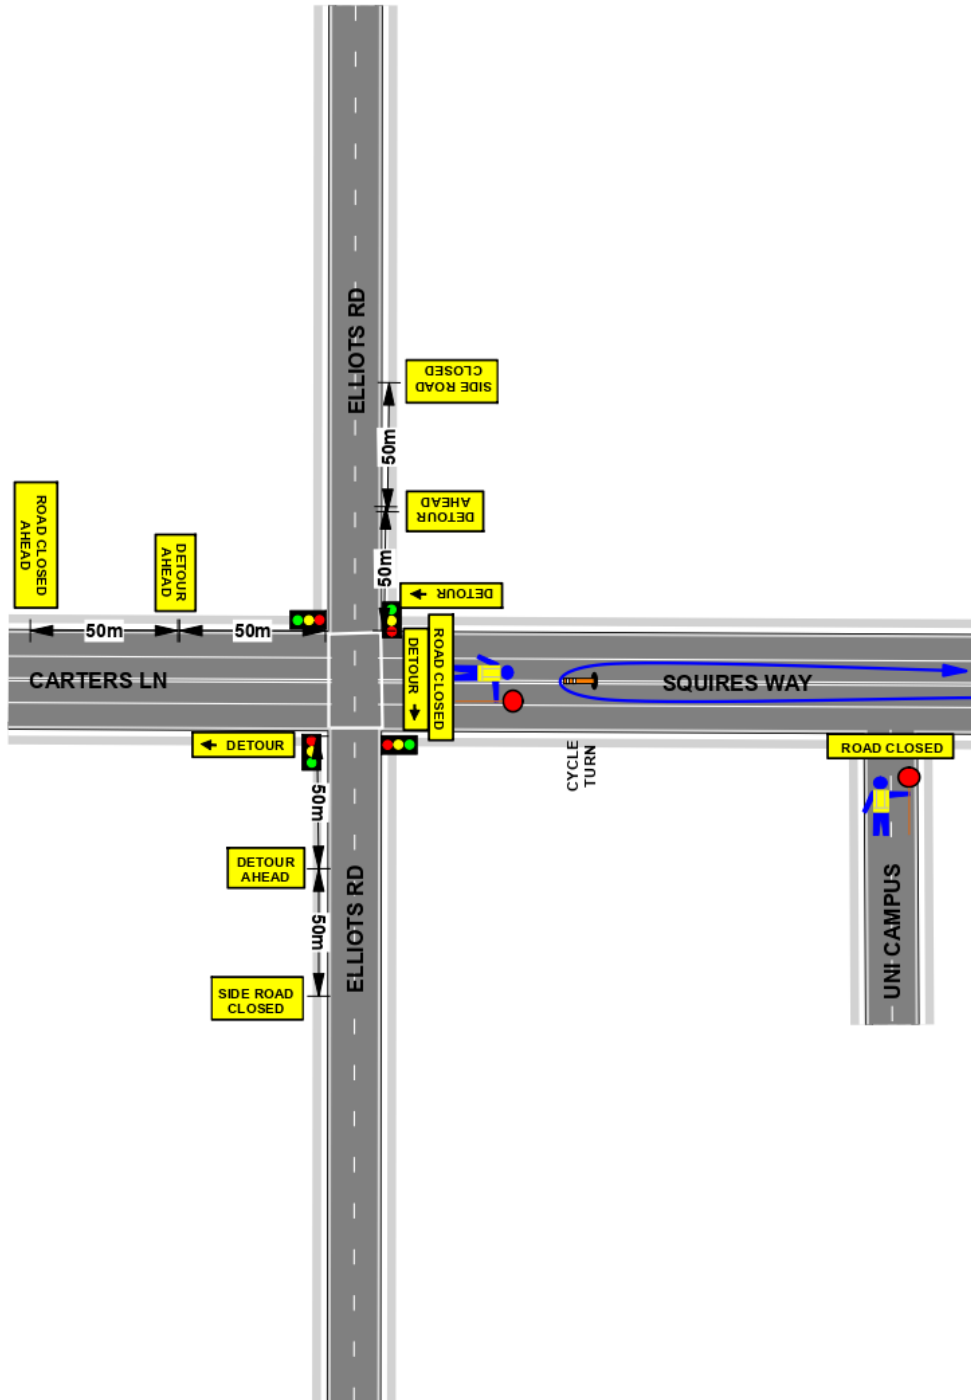 ELLIOTS RD
SIDE ROAD
CLOSED
50m
DETOUR
AHEAD
50m
DETOUR
ROAD CLOSED
AHEAD
DETOUR
AHEAD
50m
50m
CARTERS LN
DETOUR
ROAD CLOSED
SQUIRES WAY
DETOUR
CYCLE
TURN
ROAD CLOSED
50m
DETOUR
AHEAD
50m
ELLIOTS RD
UNI CAMPUS
SIDE ROAD
CLOSED